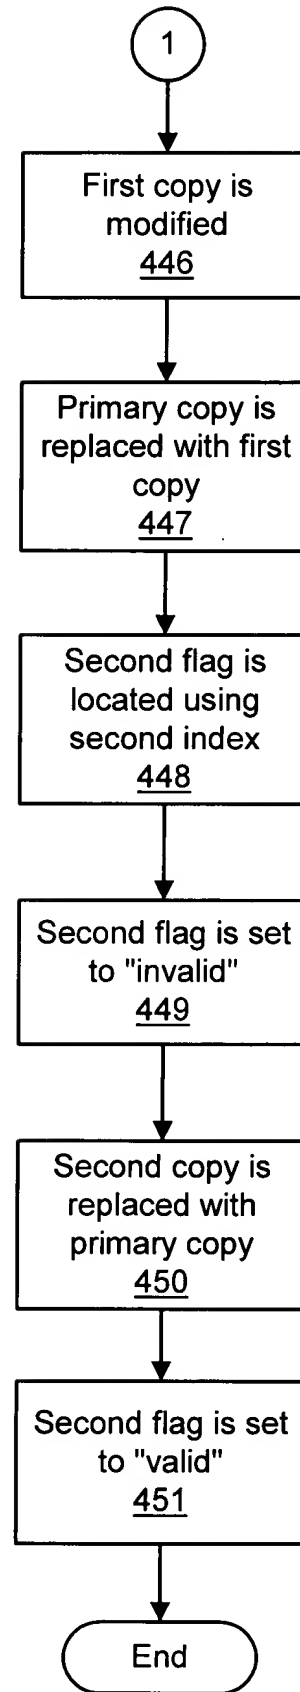 1
First copy is
modified
446
Primary copy is
replaced with first
copy
447
Second flag is
located using
second index
448
Second flag is set
to "invalid"
449
Second copy is
replaced with
primary copy
450
Second flag is set
to "valid"
451
End